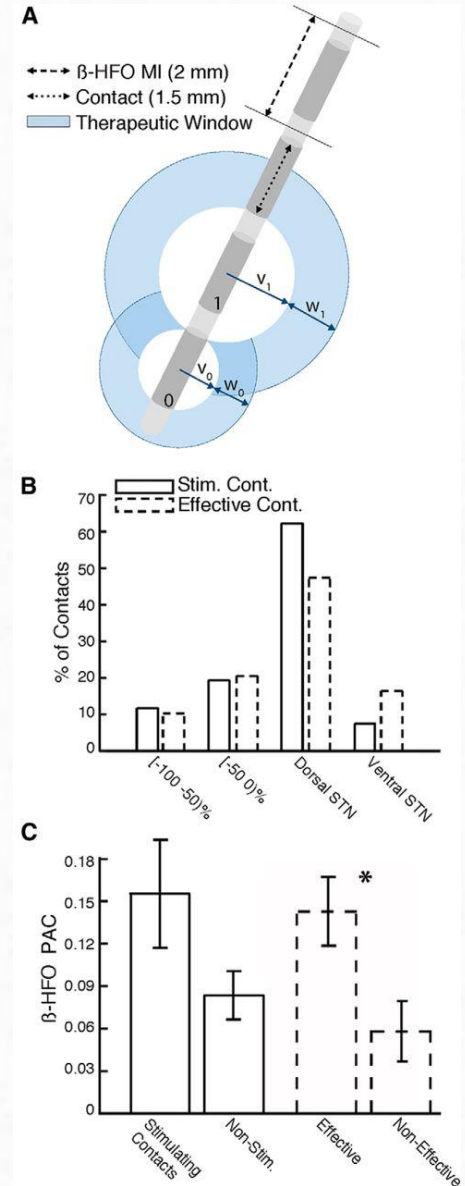 A
ß-HFO MI (2 mm)
Contact (1.5 mm)
Therapeutic Window
v1
w1
1
v0
w0
0
B
Stim. Cont.
Effective Cont.
70
60
50
40
30
20
10
0
% of Contacts
[-100 -50)%
[-50 0)%
Dorsal STN
Ventral STN
C
0.18
0.15
0.12
0.09
0.06
0.03
0
ß-HFO PAC
*
Stimulating
Contacts
Non-Stim.
Effective
Non-Effective